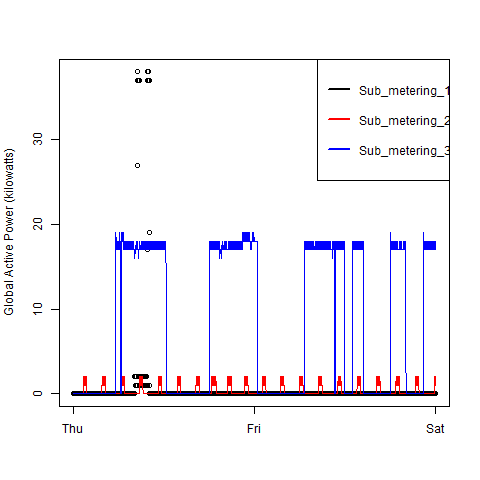 Global Active Power (kilowatts)
30
20
10
0
Sub_metering_1
Sub_metering_2
Sub_metering_3
Thu Fri Sat